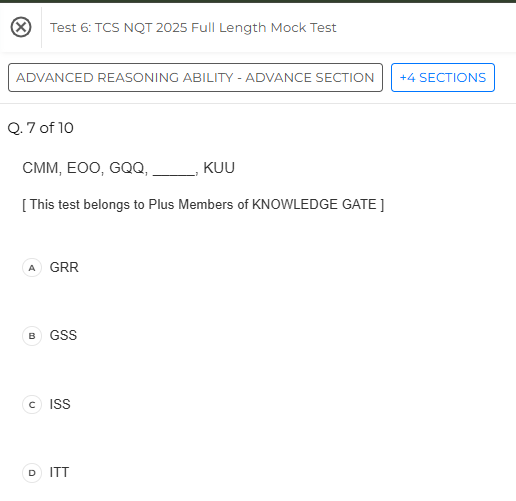 Test 6: TCS NQT 2025 Full Length Mock Test
ADVANCED REASONING ABILITY - ADVANCE SECTION +4 SECTIONS
Q. 7 of 10
CMM, EOO, GQQ, _____, KUU
[ This test belongs to Plus Members of KNOWLEDGE GATE ]
A GRR
B GSS
C ISS
D ITT